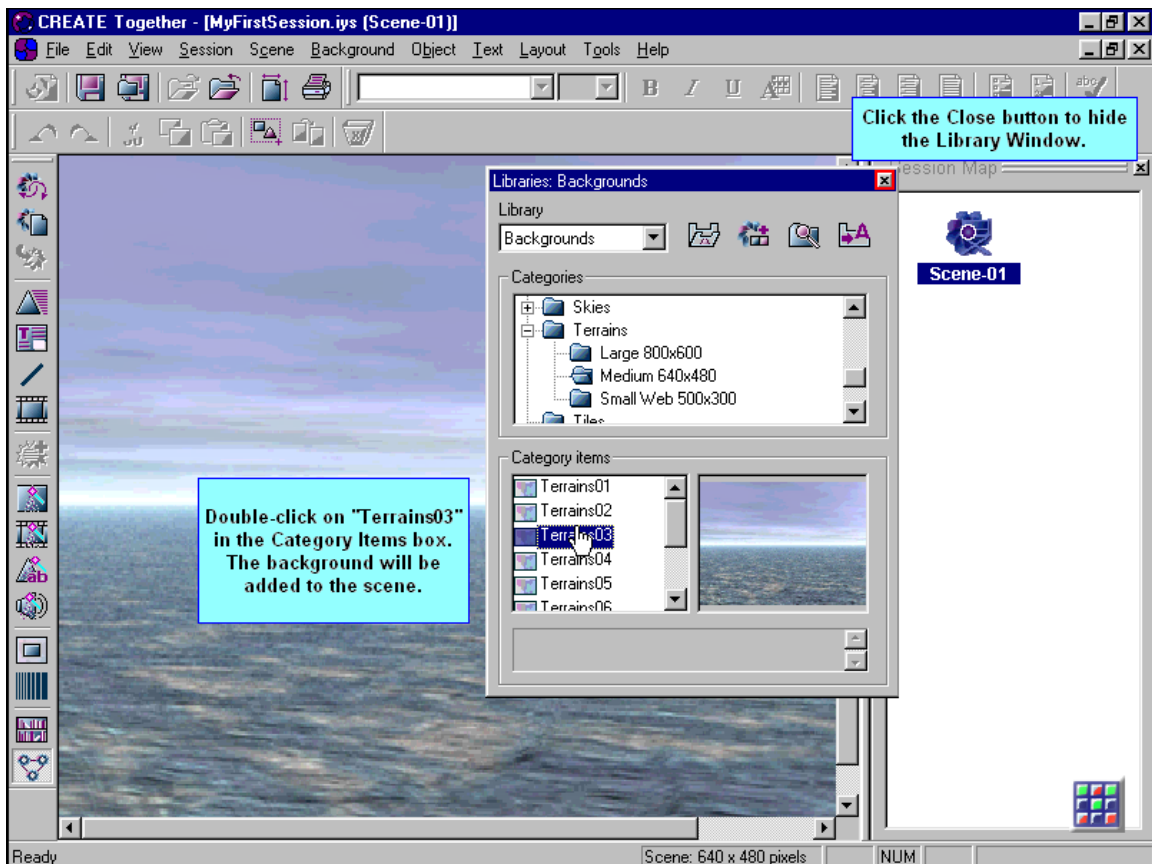 CREATE Together - [MyFirstSession.iys (Scene-01)]
File Edit View Session Scene Background Object Text Layout Tools Help
B I U A
abc
Click the Close button to hide
the Library Window.
Session Map
Libraries: Backgrounds
Library
Backgrounds
A
Scene-01
Categories
Skies
Terrains
Large 800x600
Medium 640x480
Small Web 500x300
Tiles
Category items
Terrains01
Terrains02
Terrains03
Terrains04
Terrains05
Terrains06
Double-click on "Terrains03"
in the Category Items box.
The background will be
added to the scene.
ab
Ready
Scene: 640 x 480 pixels
NUM